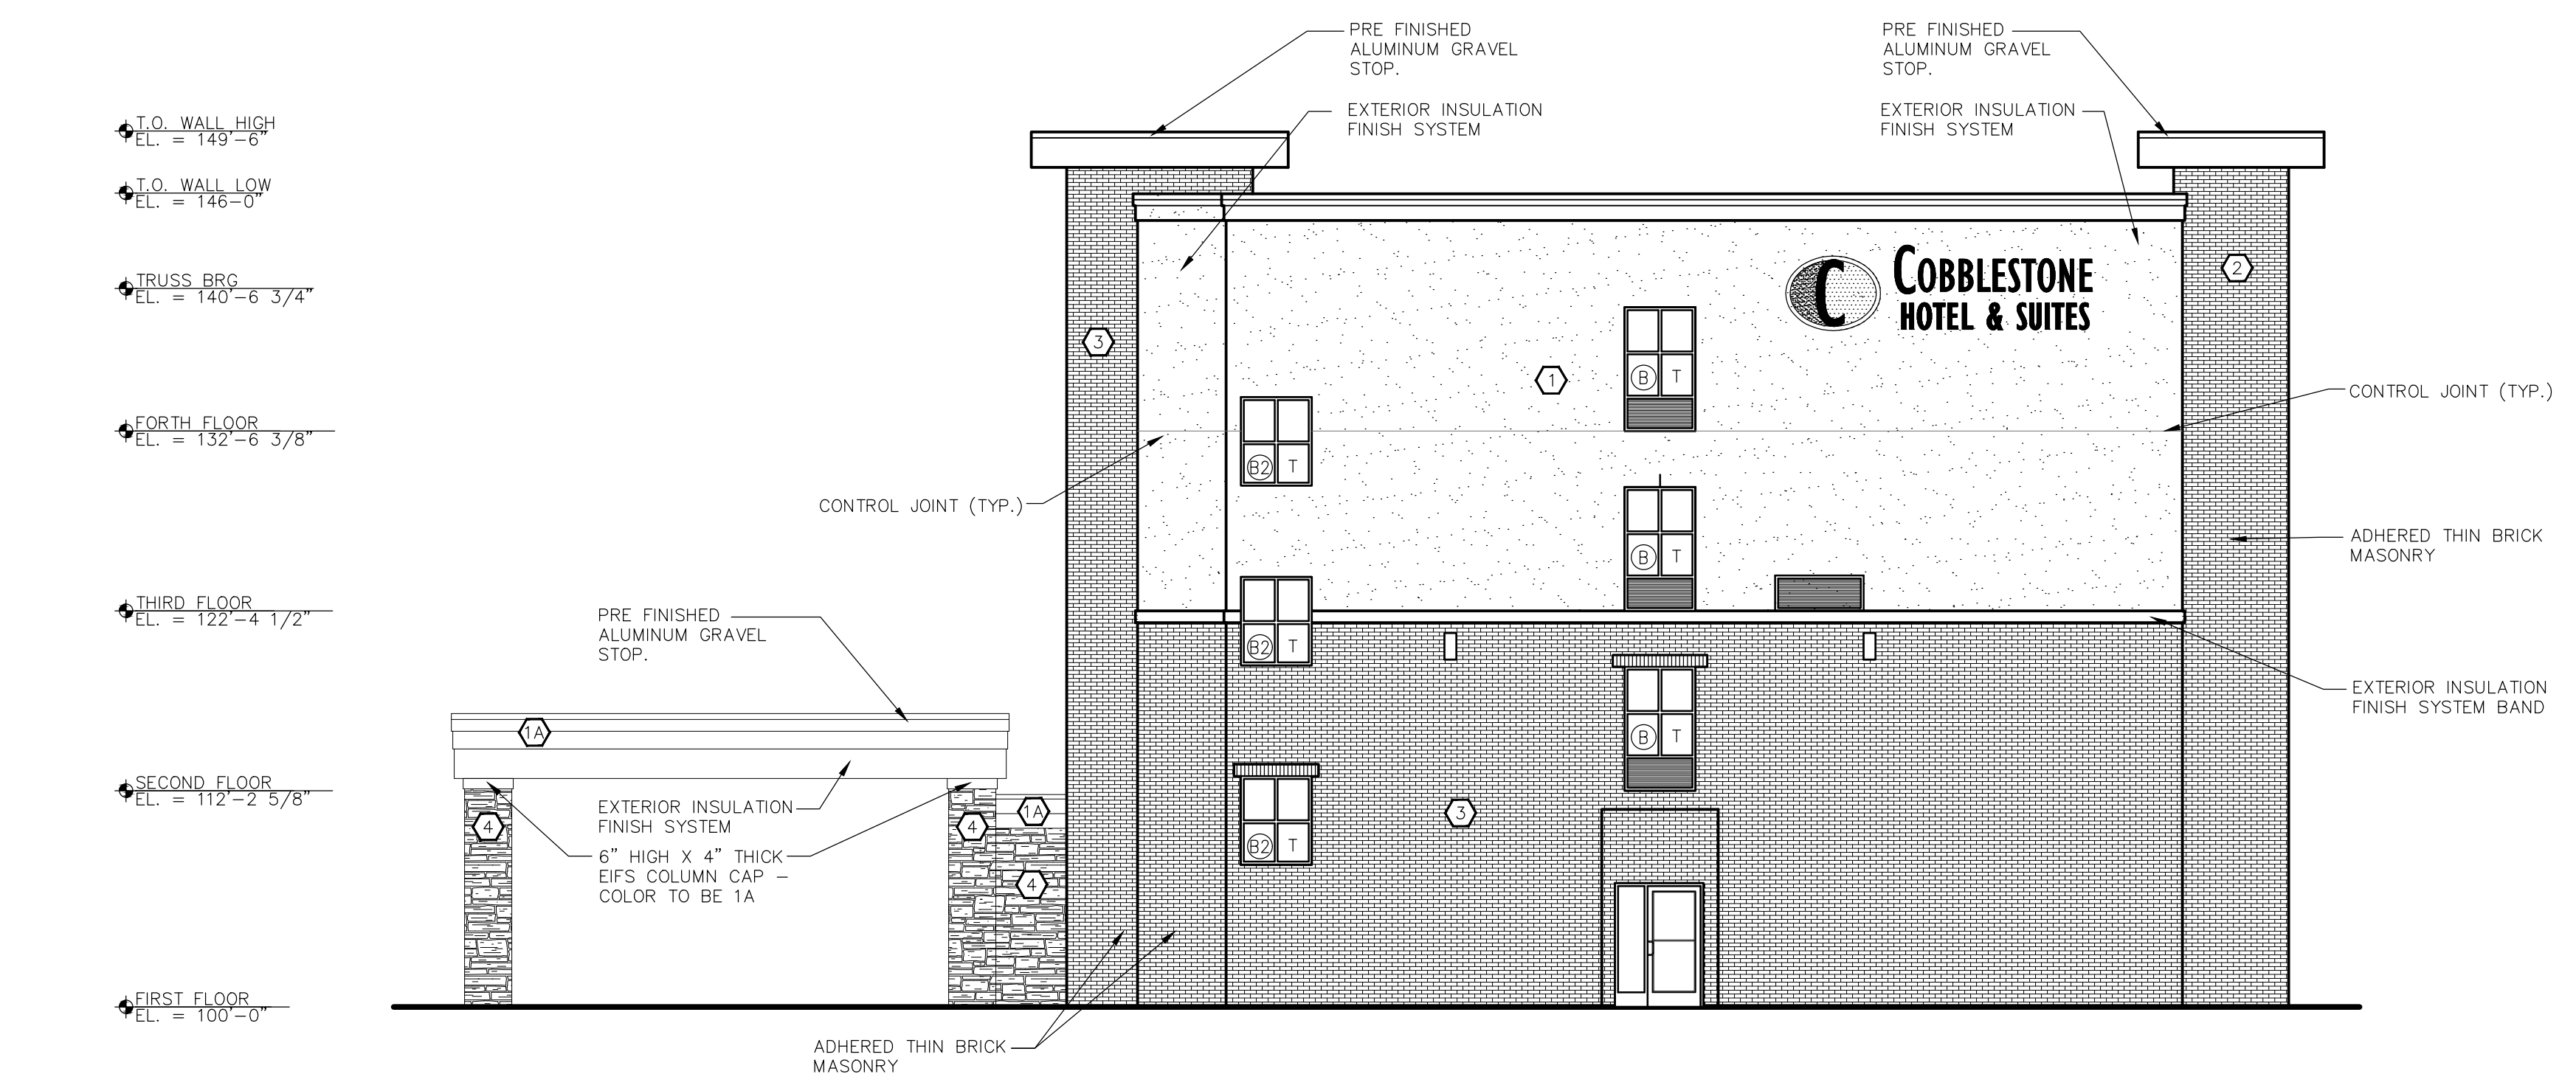 PRE FINISHED
ALUMINUM GRAVEL
STOP.
PRE FINISHED
ALUMINUM GRAVEL
STOP.
EXTERIOR INSULATION
FINISH SYSTEM
EXTERIOR INSULATION
FINISH SYSTEM
T.O. WALL HIGH
EL. = 149'-6"
T.O. WALL LOW
EL. = 146-0"
TRUSS BRG
EL. = 140'-6 3/4"
FORTH FLOOR
EL. = 132'-6 3/8"
THIRD FLOOR
EL. = 122'-4 1/2"
SECOND FLOOR
EL. = 112'-2 5/8"
FIRST FLOOR
EL. = 100'-0"
C
COBBLESTONE
HOTEL & SUITES
2
3
1
B T
B2 T
CONTROL JOINT (TYP.)
CONTROL JOINT (TYP.)
B T
ADHERED THIN BRICK
MASONRY
PRE FINISHED
ALUMINUM GRAVEL
STOP.
B2 T
EXTERIOR INSULATION
FINISH SYSTEM BAND
1A
B T
EXTERIOR INSULATION
FINISH SYSTEM
1A
3
4
4
B2 T
6" HIGH X 4" THICK
EIFS COLUMN CAP -
COLOR TO BE 1A
4
ADHERED THIN BRICK
MASONRY